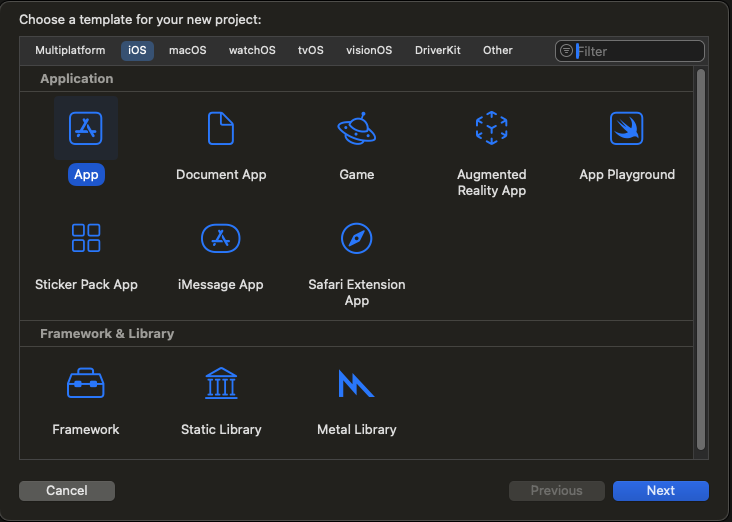 Choose a template for your new project:
Multiplatform iOS macOS watchOS tvOS visionOS DriverKit Other Filter
Application
App Document App Game Augmented Reality App App Playground
Sticker Pack App iMessage App Safari Extension App
Framework & Library
Framework Static Library Metal Library
Cancel Previous Next